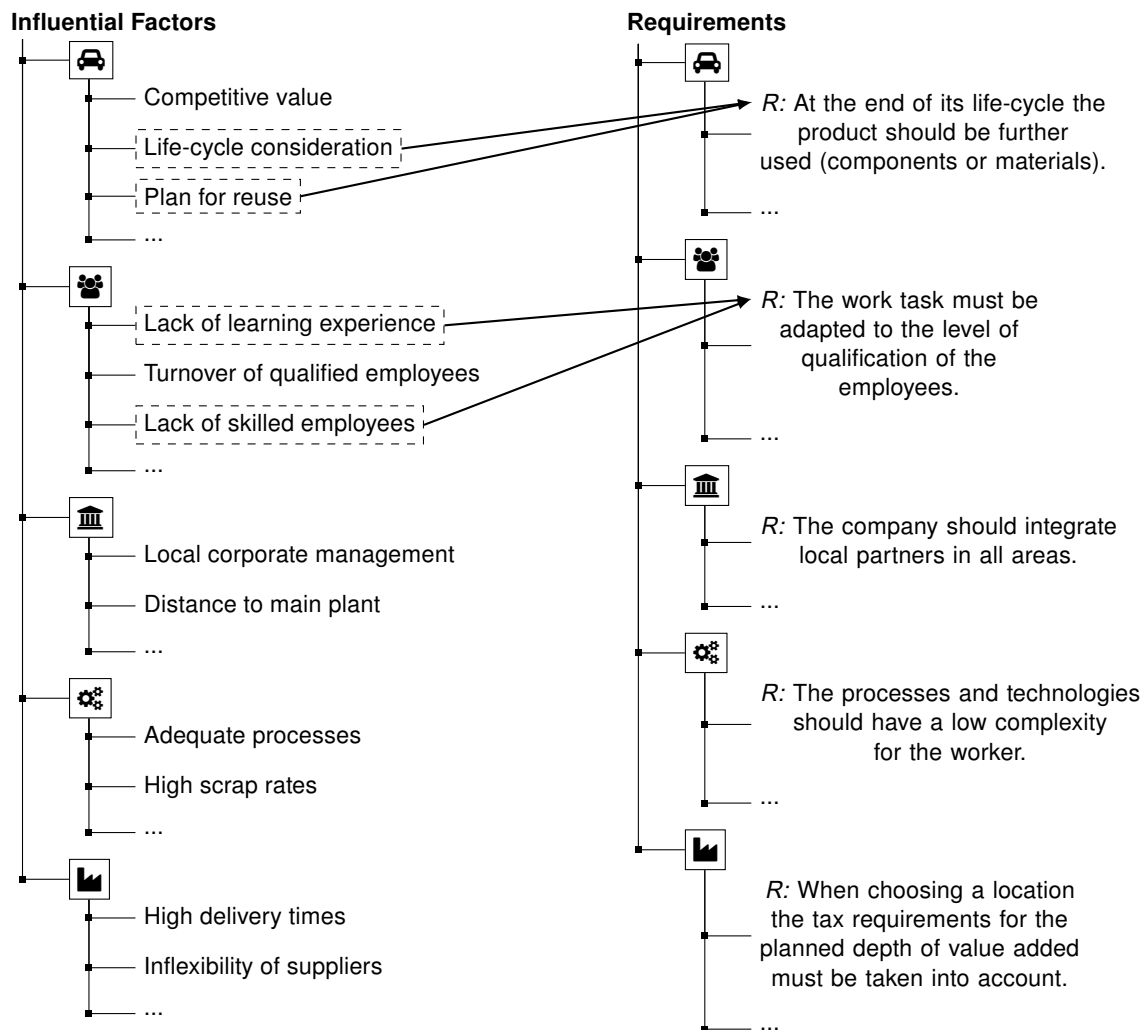 Influential Factors
Competitive value
Life-cycle consideration
Plan for reuse
...
Lack of learning experience
Turnover of qualified employees
Lack of skilled employees
...
Local corporate management
Distance to main plant
...
Adequate processes
High scrap rates
...
High delivery times
Inflexibility of suppliers
...
Requirements
R: At the end of its life-cycle the
product should be further
used (components or materials).
...
R: The work task must be
adapted to the level of
qualification of the
employees.
...
R: The company should integrate
local partners in all areas.
...
R: The processes and technologies
should have a low complexity
for the worker.
...
R: When choosing a location
the tax requirements for the
planned depth of value added
must be taken into account.
...